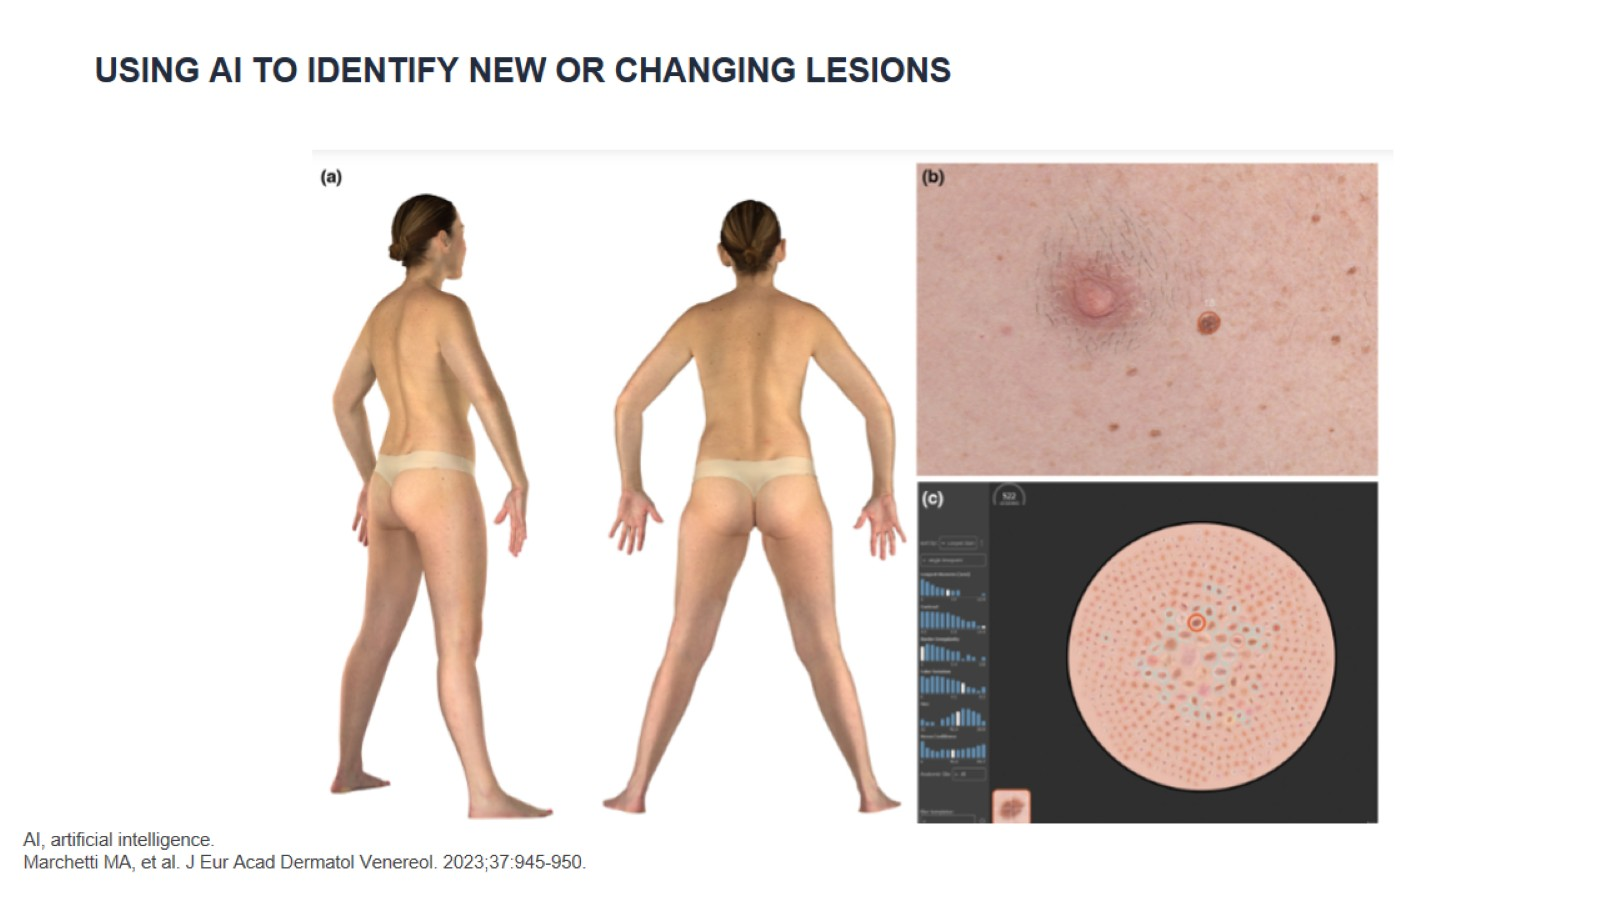 USING AI TO IDENTIFY NEW OR CHANGING LESIONS
(a)
(b)
(c)
522
AI, artificial intelligence.
Marchetti MA, et al. J Eur Acad Dermatol Venereol. 2023;37:945-950.